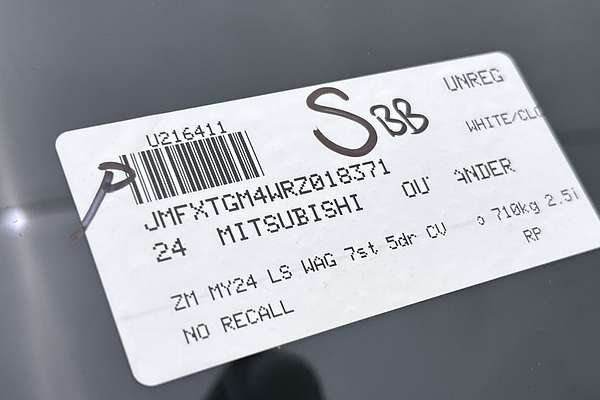 U216411
UNREG
S BB
WHITE/CLO
P
JMFXTGM4WRZ018371
24 MITSUBISHI OU ANDER
ZM MY24 LS WAG 7st 5dr CV o 710kg 2.5i
NO RECALL
RP